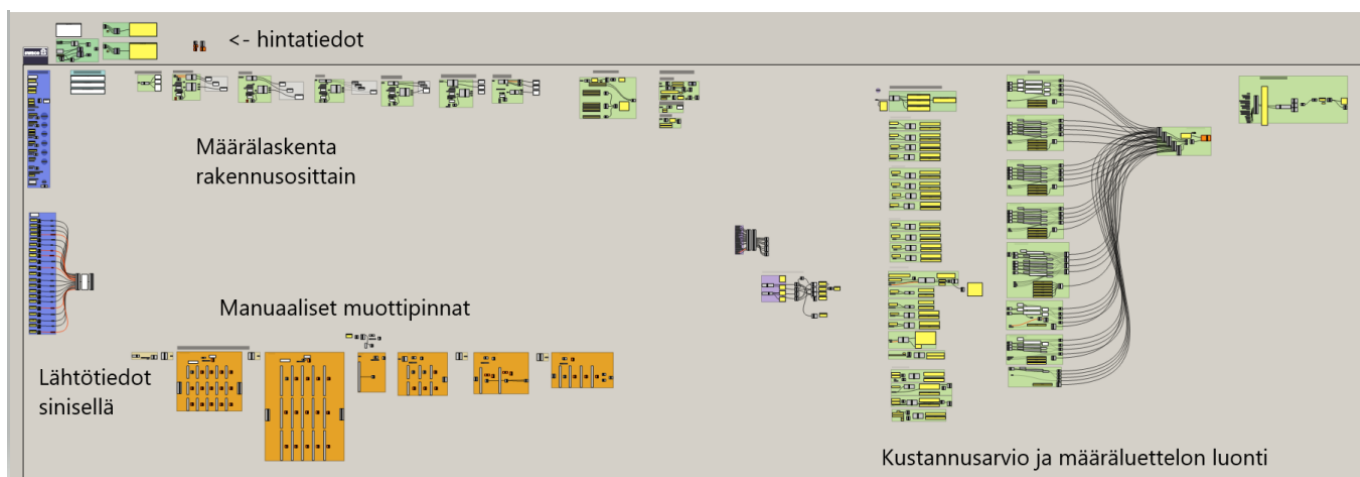 <- hintatiedot
Määrälaskenta
rakennusosittain
Manuaaliset muottipinnat
Lähtötiedot
sinisellä
Kustannusarvio ja määräluettelon luonti